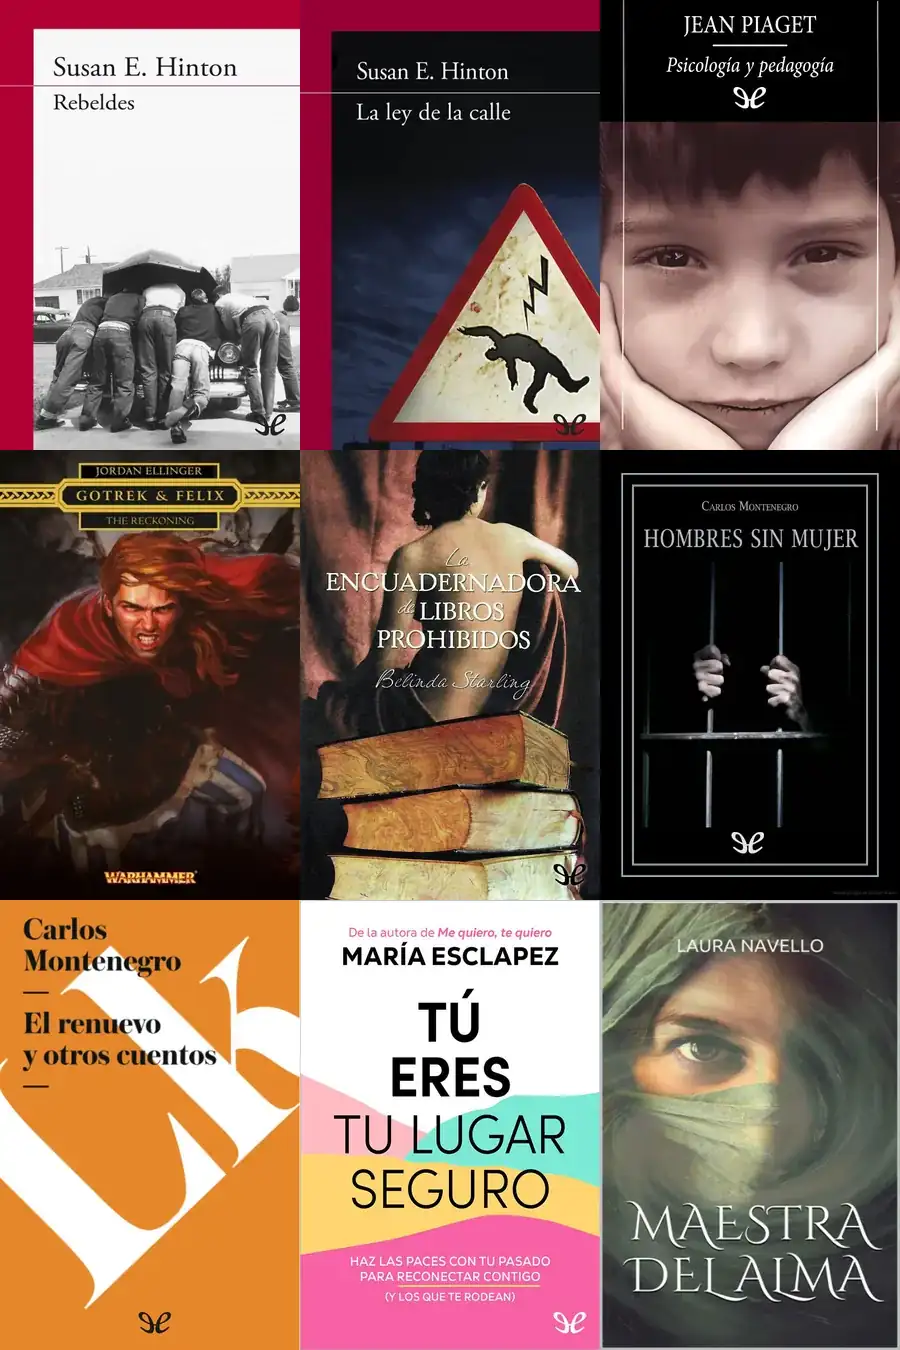 Susan E. Hinton
Rebeldes
Susan E. Hinton
La ley de la calle
JEAN PIAGET
Psicología y pedagogía
JORDAN ELLINGER
GOTREK & FELIX
THE RECKONING
WARHAMMER
La
ENCUADERNADORA
de LIBROS
PROHIBIDOS
Belinda Starling
CARLOS MONTENEGRO
HOMBRES SIN MUJER
Carlos
Montenegro
El renuevo
y otros cuentos
De la autora de Me quiero, te quiero
MARÍA ESCLAPEZ
TÚ
ERES
TU LUGAR
SEGURO
HAZ LAS PACES CON TU PASADO
PARA RECONECTAR CONTIGO
(Y LOS QUE TE RODEAN)
LAURA NAVELLO
MAESTRA
DEL ALMA